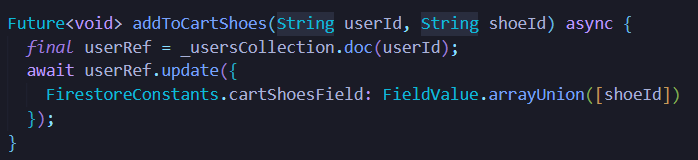 Future<void> addToCartShoes(String userId, String shoeId) async {
  final userRef = _usersCollection.doc(userId);
  await userRef.update({
    FirestoreConstants.cartShoesField: FieldValue.arrayUnion([shoeId])
  });
}